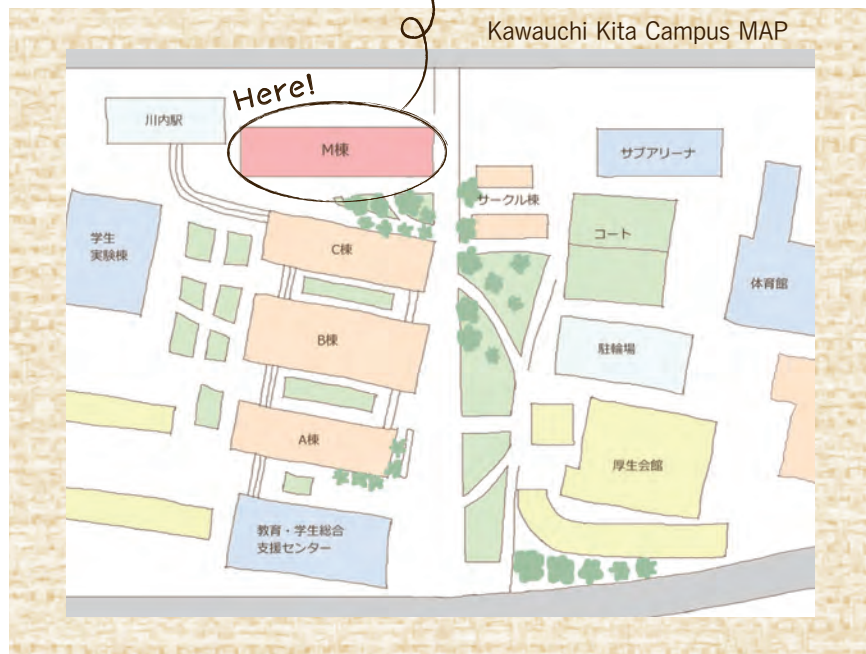 Kawauchi Kita Campus MAP
Here!
川内駅
M棟
サブアリーナ
サークル棟
学生
実験棟
C棟
コート
体育館
B棟
駐輪場
A棟
厚生会館
教育・学生総合
支援センター